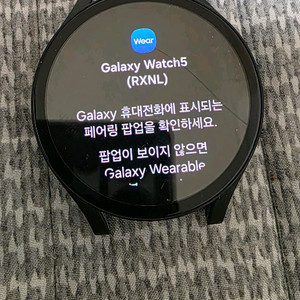 Wear
Galaxy Watch5
(RXNL)
Galaxy 휴대전화에 표시되는
페어링 팝업을 확인하세요.
팝업이 보이지 않으면
Galaxy Wearable